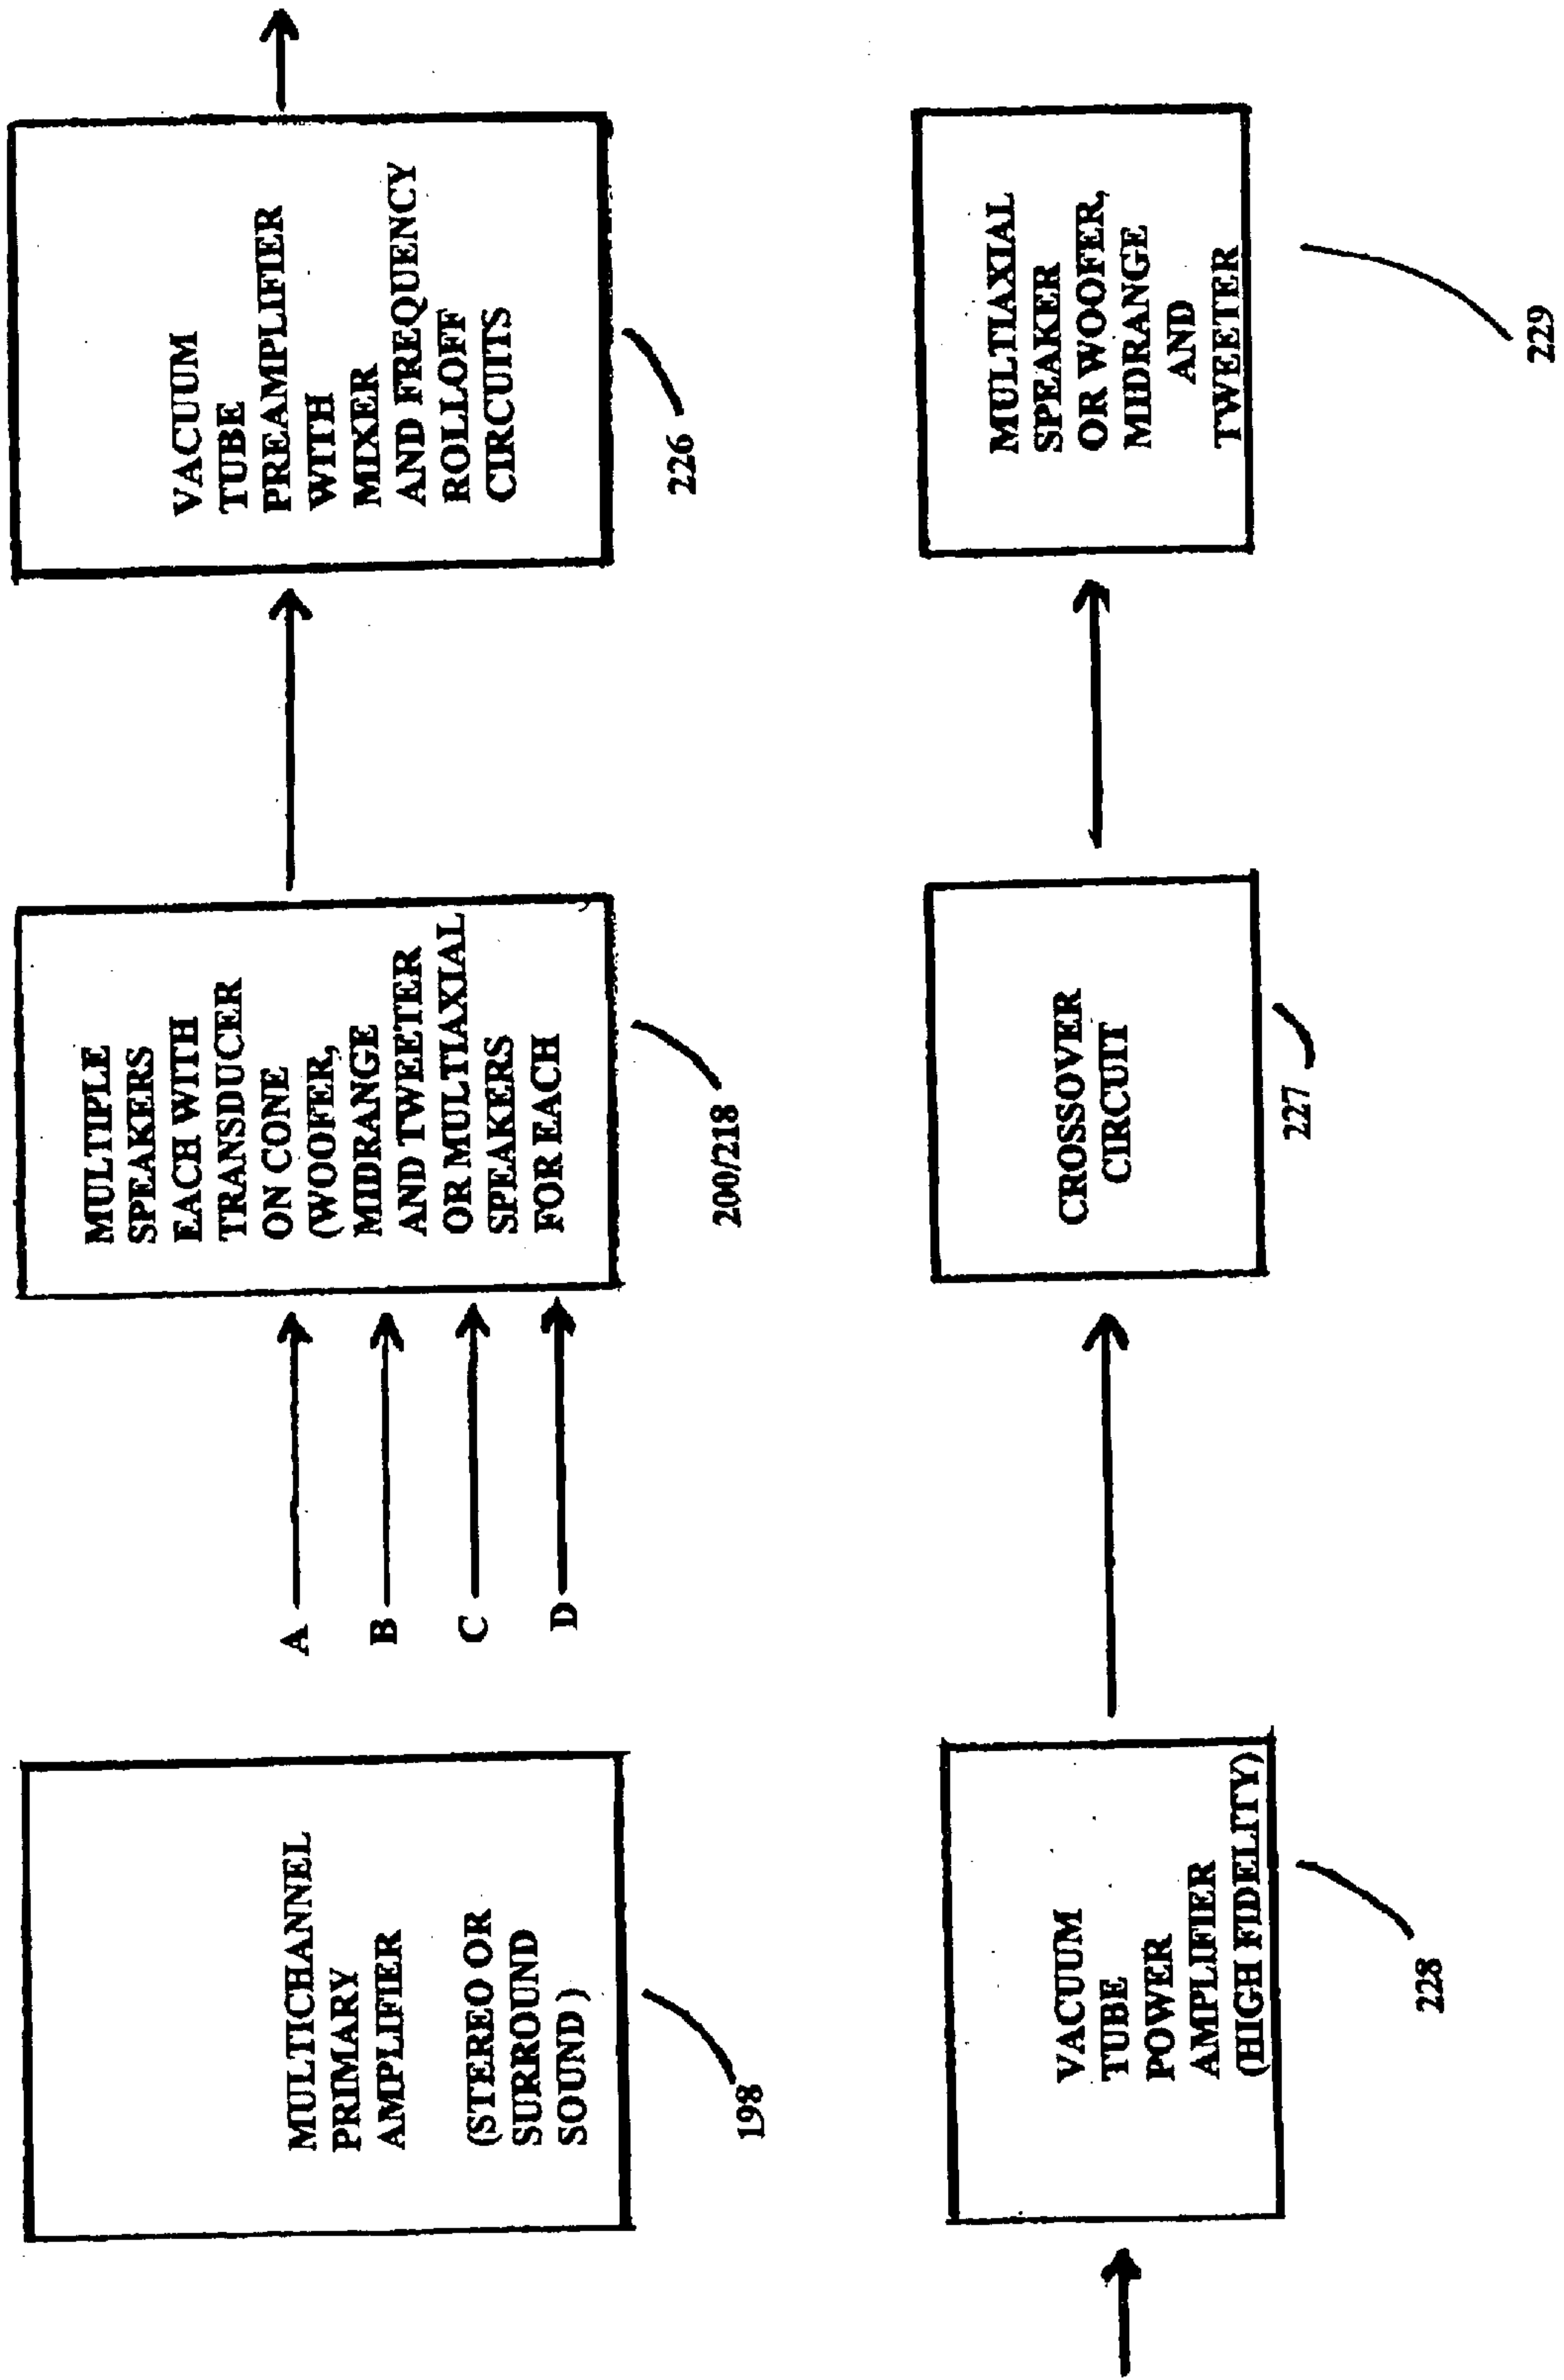 MULTICHANNEL
PRIMARY
AMPLIFIER
(STEREO OR
SURROUND
SOUND )
198
A
B
C
D
MULTIPLE
SPEAKERS
EACH WITH
TRANSDUCER
ON CONE
(WOOFER,
MIDRANGE
AND TWEETER
OR MULTIAXIAL
SPEAKERS
FOR EACH
200/218
VACUUM
TUBE
PREAMPLIFIER
WITH
MIXER
AND FREQUENCY
ROLLOFF
CIRCUITS
226
VACUUM
TUBE
POWER
AMPLIFIER
(HIGH FIDELITY)
228
CROSSOVER
CIRCUIT
227
MULTIAXIAL
SPEAKER
OR WOOFER,
MIDRANGE
AND
TWEETER
229